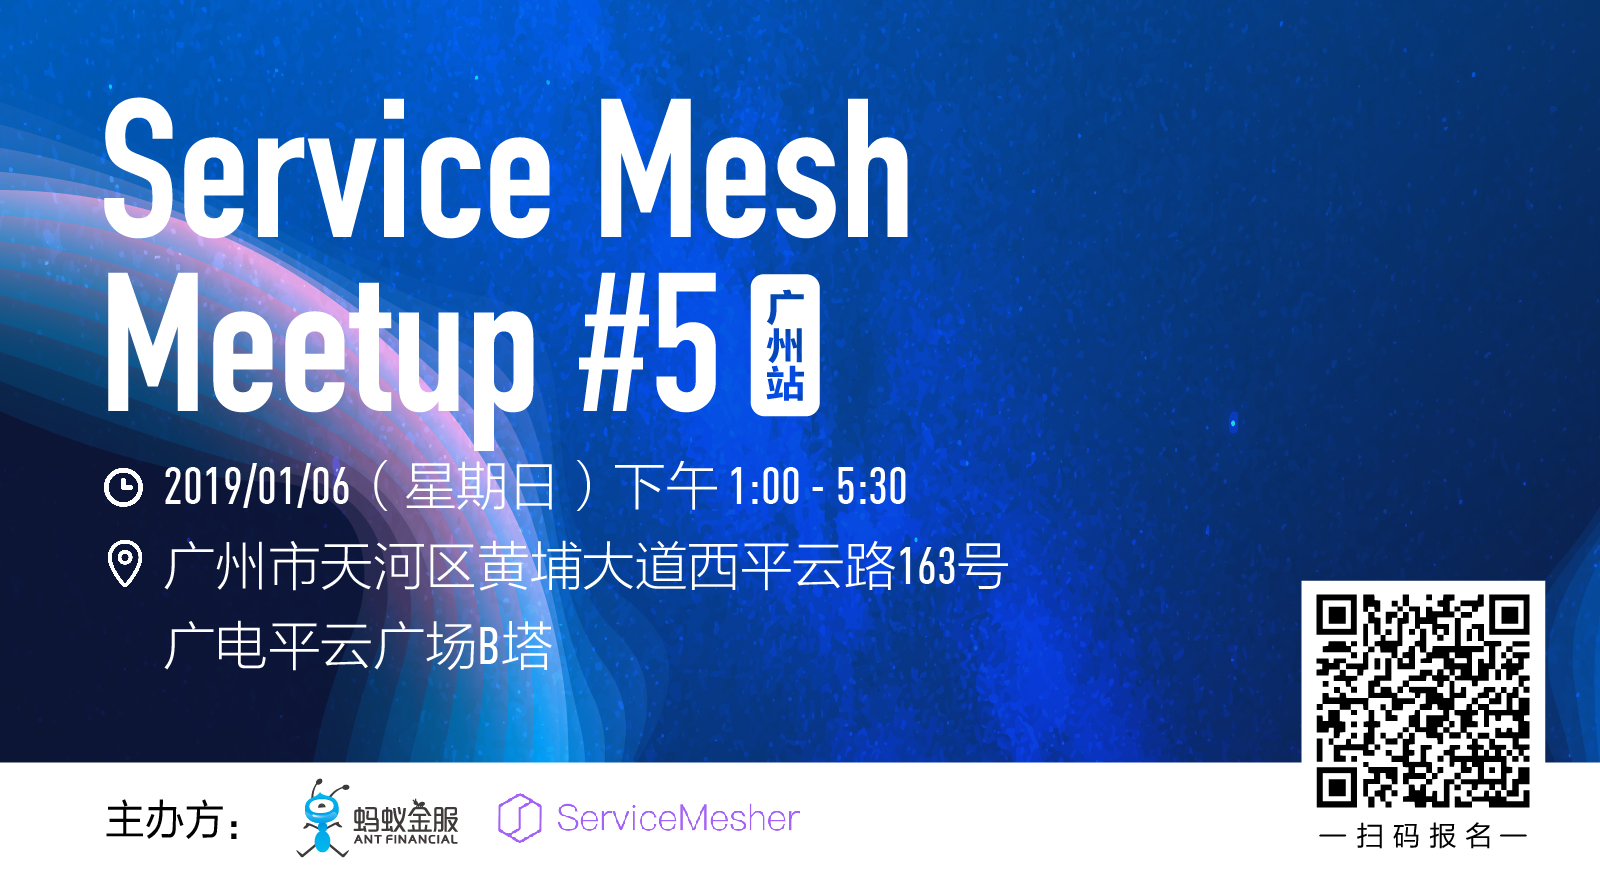 Service Mesh
Meetup #5 广州站
2019/01/06（星期日）下午 1:00 - 5:30
广州市天河区黄埔大道西平云路163号
广电平云广场B塔
主办方：
蚂蚁金服
ANT FINANCIAL
ServiceMesher
一 扫 码 报 名 一